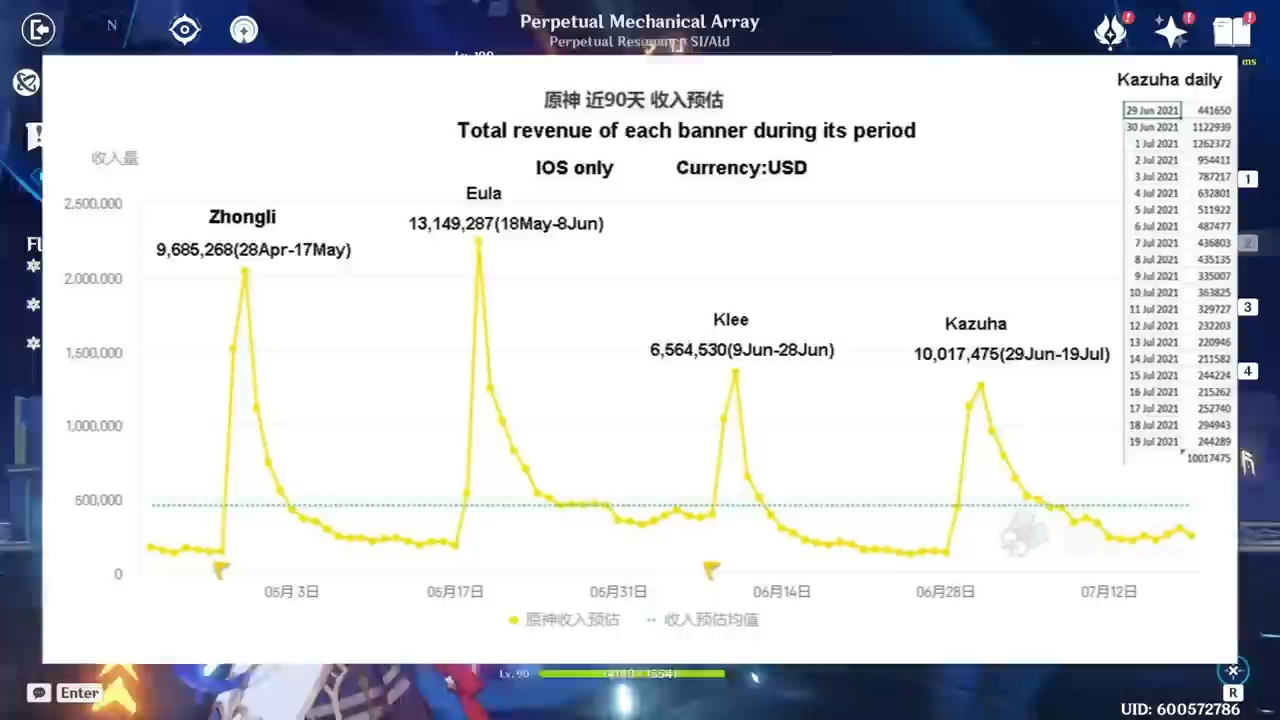 N
Perpetual Mechanical Array
Perpetual Resonance SI/Ald
ms
Kazuha daily
原神 近90天 收入预估
Total revenue of each banner during its period
收入量
IOS only Currency:USD
Eula
13,149,287(18May-8Jun)
Zhongli
9,685,268(28Apr-17May)
Klee
6,564,530(9Jun-28Jun)
Kazuha
10,017,475(29Jun-19Jul)
2,500,000
2,000,000
1,500,000
1,000,000
500,000
0
05月 3日
05月17日
05月31日
06月14日
06月28日
07月12日
原神收入预估
收入预估均值
29 Jun 2021 441650
30 Jun 2021 1122939
1 Jul 2021 1262372
2 Jul 2021 954411
3 Jul 2021 787217
4 Jul 2021 632801
5 Jul 2021 511922
6 Jul 2021 487477
7 Jul 2021 436803
8 Jul 2021 435135
9 Jul 2021 335007
10 Jul 2021 363825
11 Jul 2021 329727
12 Jul 2021 232203
13 Jul 2021 220946
14 Jul 2021 211582
15 Jul 2021 244224
16 Jul 2021 215262
17 Jul 2021 252740
18 Jul 2021 294943
19 Jul 2021 244289
10017475
1
2
3
4
Fl
Lv. 90
Enter
R
UID: 600572786